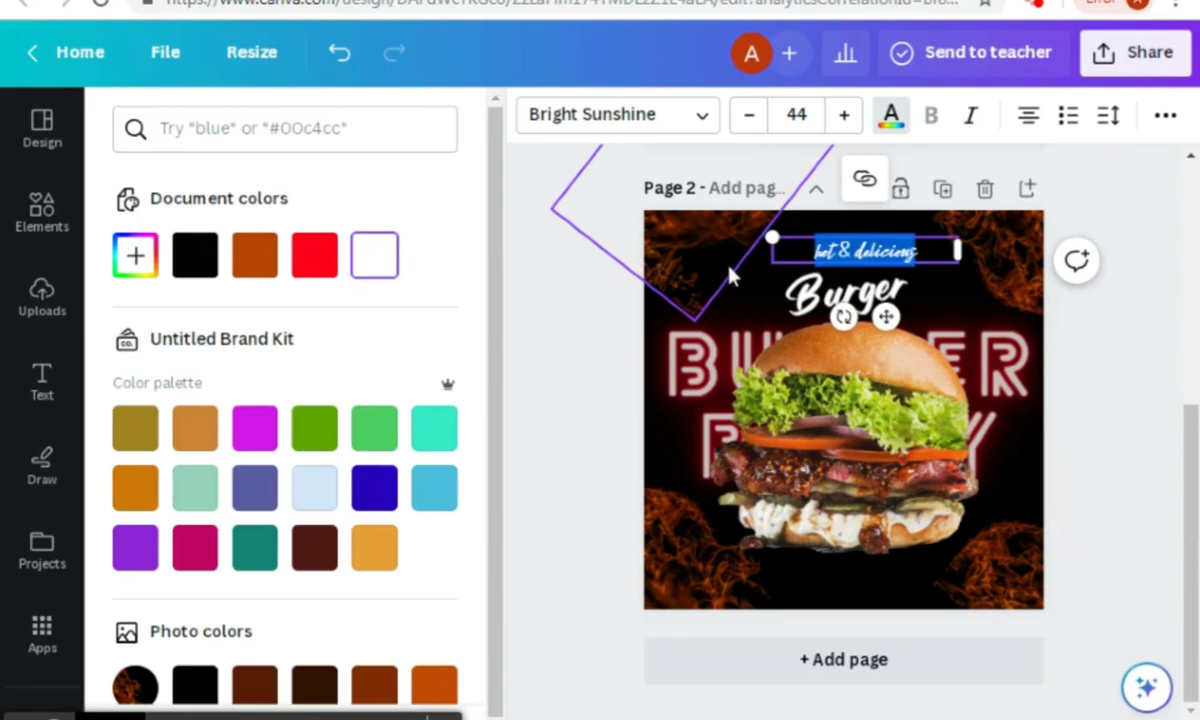 Home File Resize A + Send to teacher Share
Design
Elements
Uploads
Text
Draw
Projects
Apps
Try "blue" or "#00c4cc"
Document colors
Untitled Brand Kit
Color palette
Photo colors
Bright Sunshine - 44 + A B I
Page 2 - Add pag...
hot & delicious
Burger
+ Add page